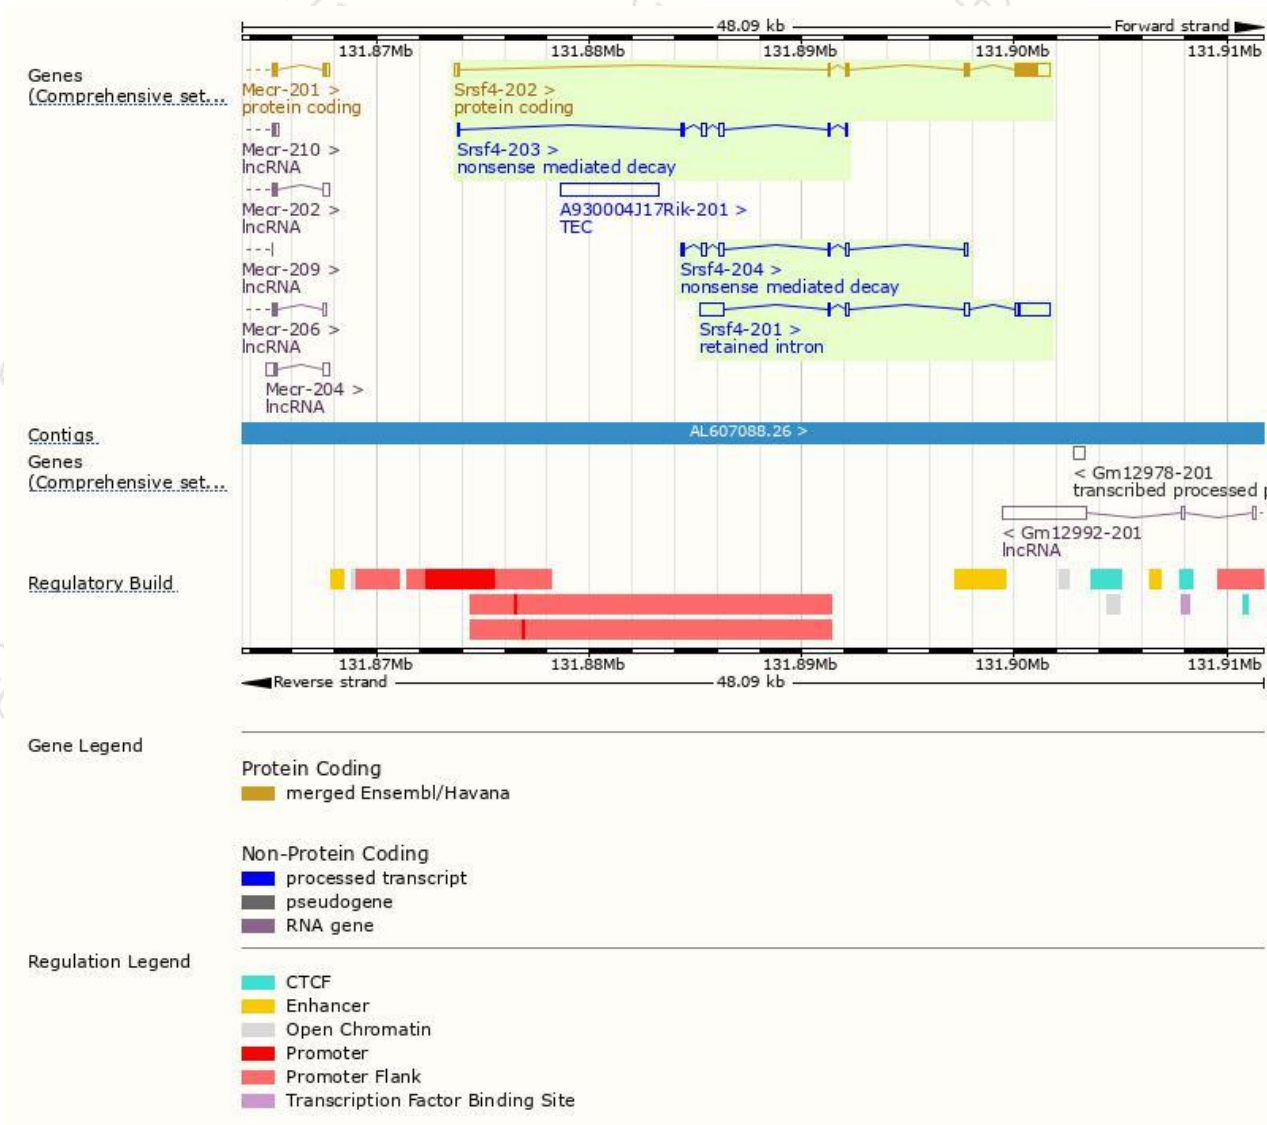 48.09 kb Forward strand
131.87Mb 131.88Mb 131.89Mb 131.90Mb 131.91Mb
Genes
(Comprehensive set...
Mecr-201 > Srsf4-202 >
protein coding protein coding
Mecr-210 > Srsf4-203 >
lncRNA nonsense mediated decay
Mecr-202 > A930004J17Rik-201 >
lncRNA TEC
Mecr-209 > Srsf4-204 >
lncRNA nonsense mediated decay
Mecr-206 > Srsf4-201 >
lncRNA retained intron
Mecr-204 >
lncRNA
Contigs AL607088.26 >
Genes
(Comprehensive set...
< Gm12978-201
transcribed processed p
< Gm12992-201
lncRNA
Regulatory Build
131.87Mb 131.88Mb 131.89Mb 131.90Mb 131.91Mb
Reverse strand 48.09 kb
Gene Legend
Protein Coding
merged Ensembl/Havana
Non-Protein Coding
processed transcript
pseudogene
RNA gene
Regulation Legend
CTCF
Enhancer
Open Chromatin
Promoter
Promoter Flank
Transcription Factor Binding Site